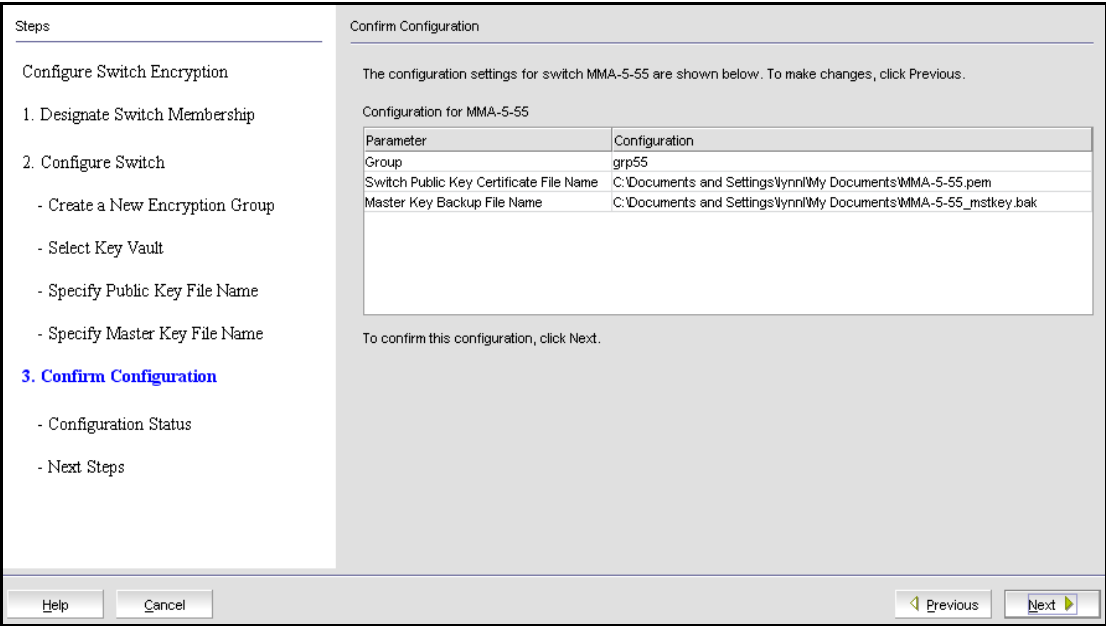 Steps
Configure Switch Encryption
1. Designate Switch Membership
2. Configure Switch
- Create a New Encryption Group
- Select Key Vault
- Specify Public Key File Name
- Specify Master Key File Name
3. Confirm Configuration
- Configuration Status
- Next Steps
Confirm Configuration
The configuration settings for switch MMA-5-55 are shown below. To make changes, click Previous.
Configuration for MMA-5-55
Parameter Configuration
Group grp55
Switch Public Key Certificate File Name C:\Documents and Settings\lynnl\My Documents\MMA-5-55.pem
Master Key Backup File Name C:\Documents and Settings\lynnl\My Documents\MMA-5-55_mstkey.bak
To confirm this configuration, click Next.
Help Cancel Previous Next